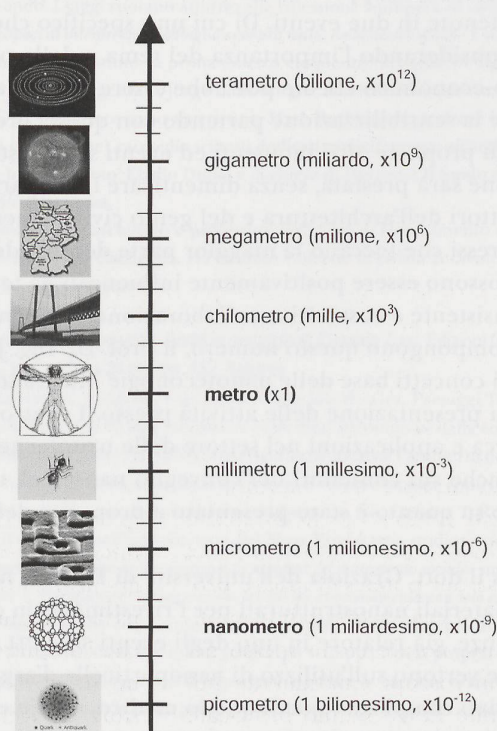 terametro (bilione, x10¹²)
gigametro (miliardo, x10⁹)
megametro (milione, x10⁶)
chilometro (mille, x10³)
metro (x1)
millimetro (1 millesimo, x10⁻³)
micrometro (1 milionesimo, x10⁻⁶)
nanometro (1 miliardesimo, x10⁻⁹)
picometro (1 bilionesimo, x10⁻¹²)